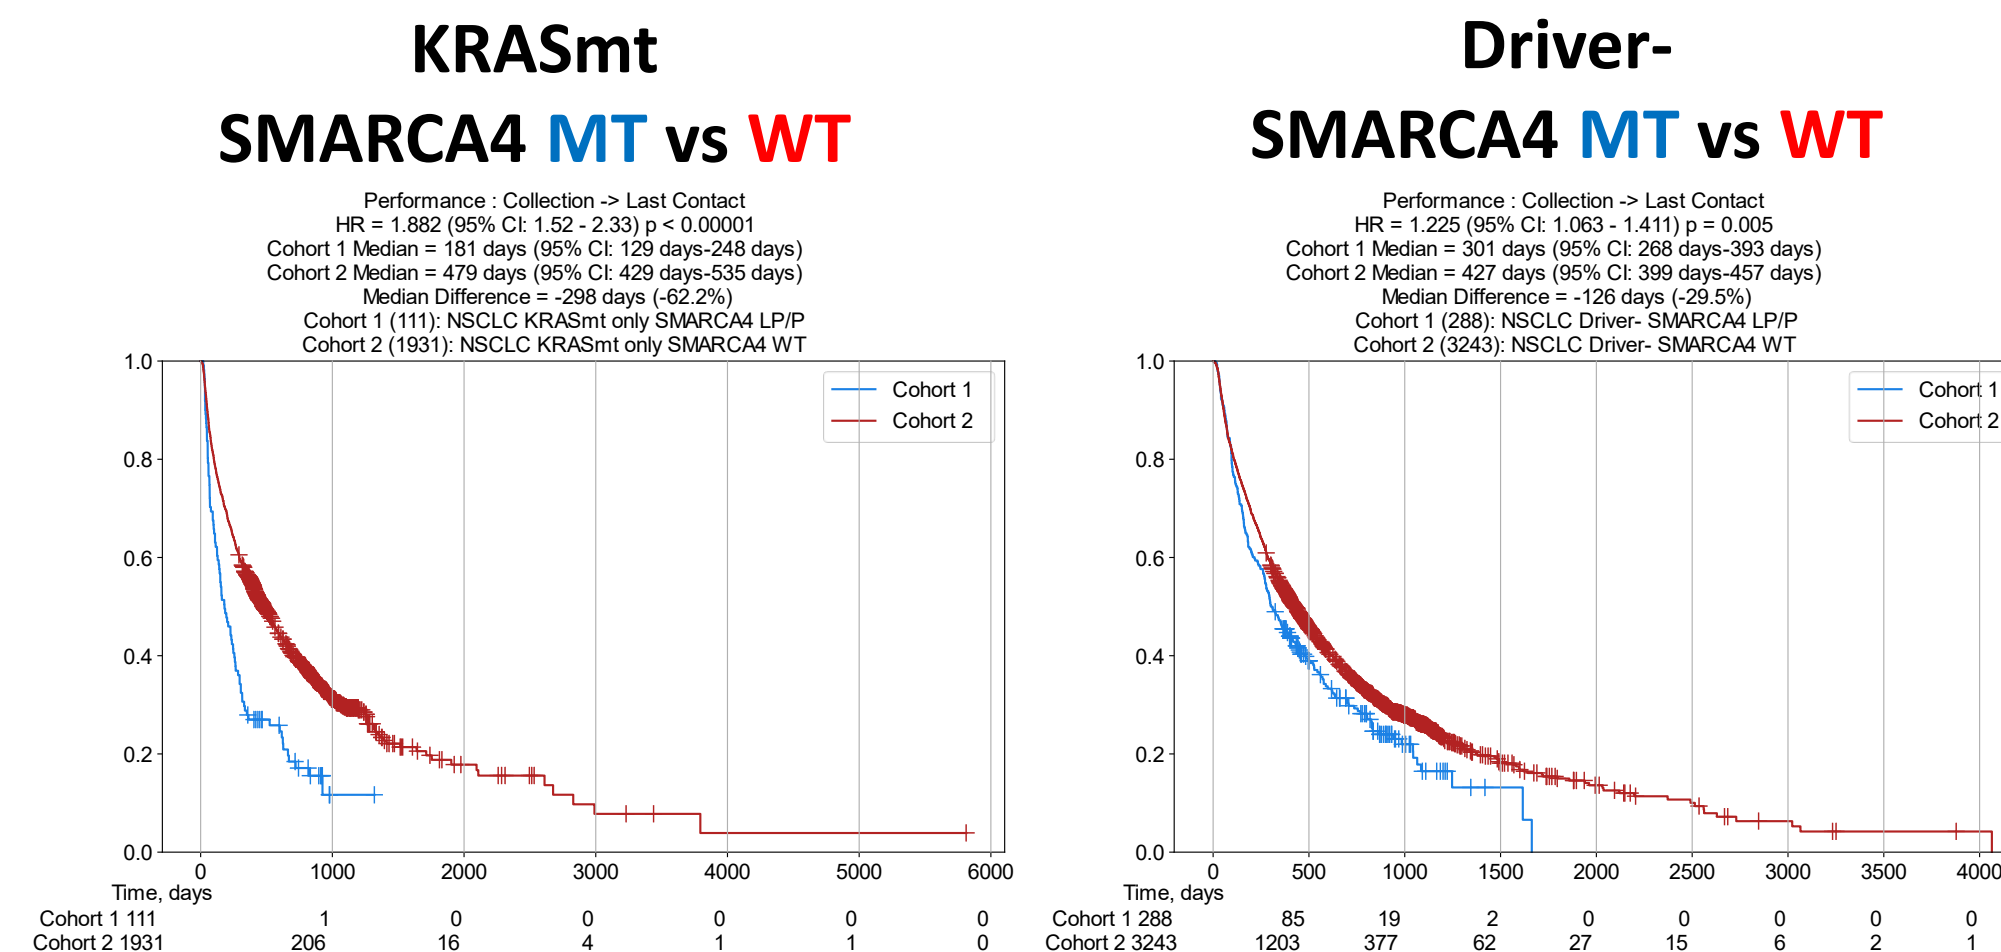 KRASmt
SMARCA4 MT vs WT
Performance : Collection -> Last Contact
HR = 1.882 (95% CI: 1.52 - 2.33) p < 0.00001
Cohort 1 Median = 181 days (95% CI: 129 days-248 days)
Cohort 2 Median = 479 days (95% CI: 429 days-535 days)
Median Difference = -298 days (-62.2%)
Cohort 1 (111): NSCLC KRASmt only SMARCA4 LP/P
Cohort 2 (1931): NSCLC KRASmt only SMARCA4 WT
Cohort 1
Cohort 2
1.0
0.8
0.6
0.4
0.2
0.0
0 1000 2000 3000 4000 5000 6000
Time, days
Cohort 1 111 1 0 0 0 0 0
Cohort 2 1931 206 16 4 1 1 0
Driver-
SMARCA4 MT vs WT
Performance : Collection -> Last Contact
HR = 1.225 (95% CI: 1.063 - 1.411) p = 0.005
Cohort 1 Median = 301 days (95% CI: 268 days-393 days)
Cohort 2 Median = 427 days (95% CI: 399 days-457 days)
Median Difference = -126 days (-29.5%)
Cohort 1 (288): NSCLC Driver- SMARCA4 LP/P
Cohort 2 (3243): NSCLC Driver- SMARCA4 WT
Cohort 1
Cohort 2
1.0
0.8
0.6
0.4
0.2
0.0
0 500 1000 1500 2000 2500 3000 3500 4000
Time, days
Cohort 1 288 85 19 2 0 0 0 0 0
Cohort 2 3243 1203 377 62 27 15 6 2 1